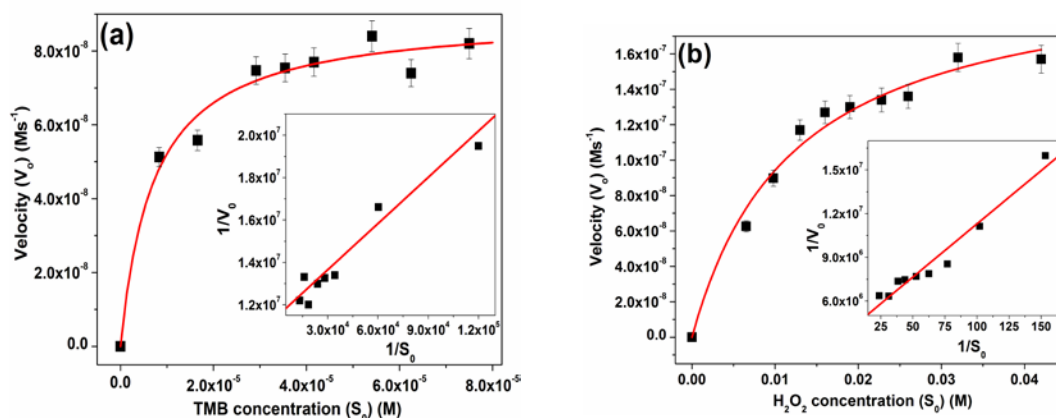 (a)
Velocity (Vₒ) (Ms⁻¹)
8.0x10⁻⁸
6.0x10⁻⁸
4.0x10⁻⁸
2.0x10⁻⁸
0.0
0.0
2.0x10⁻⁵
4.0x10⁻⁵
6.0x10⁻⁵
8.0x10⁻⁵
TMB concentration (S₀) (M)
1/V₀
2.0x10⁷
1.8x10⁷
1.6x10⁷
1.4x10⁷
1.2x10⁷
3.0x10⁴
6.0x10⁴
9.0x10⁴
1.2x10⁵
1/S₀
(b)
Velocity (Vₒ) (Ms⁻¹)
1.6x10⁻⁷
1.4x10⁻⁷
1.2x10⁻⁷
1.0x10⁻⁷
8.0x10⁻⁸
6.0x10⁻⁸
4.0x10⁻⁸
2.0x10⁻⁸
0.0
0.00
0.01
0.02
0.03
0.04
H₂O₂ concentration (S₀) (M)
1/V₀
1.5x10⁷
1.2x10⁷
9.0x10⁶
6.0x10⁶
25
50
75
100
125
150
1/S₀